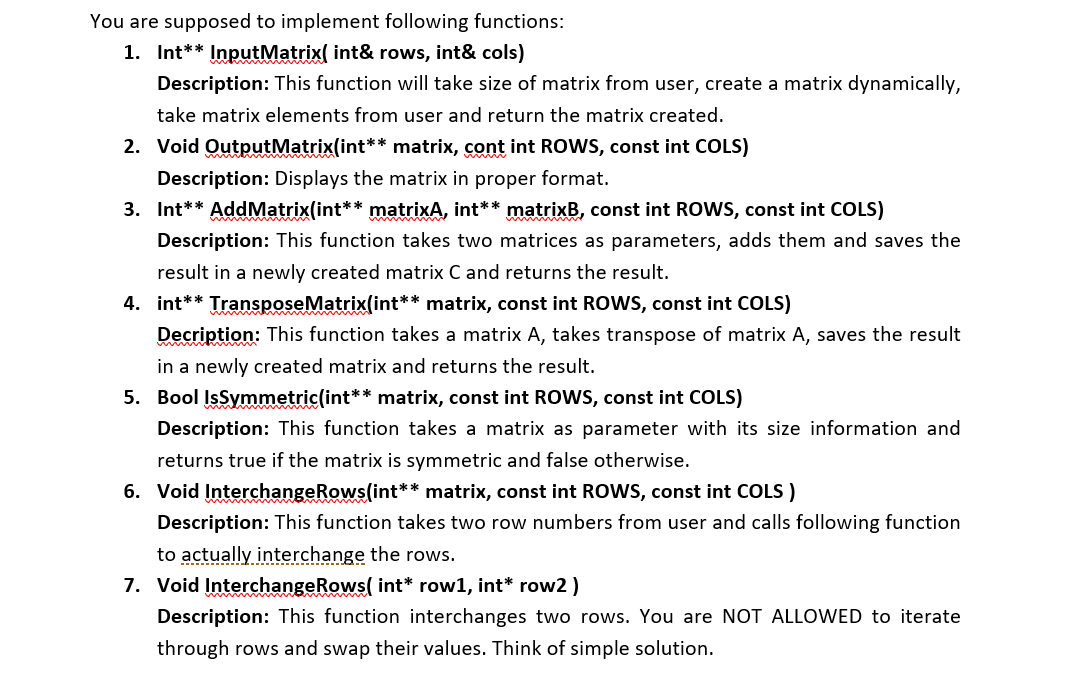 You are supposed to implement following functions:
1. Int** InputMatrix( int& rows, int& cols)
Description: This function will take size of matrix from user, create a matrix dynamically,
take matrix elements from user and return the matrix created.
2. Void OutputMatrix(int** matrix, cont int ROWS, const int COLS)
Description: Displays the matrix in proper format.
3. Int** AddMatrix(int** matrixA, int** matrixB, const int ROWS, const int COLS)
Description: This function takes two matrices as parameters, adds them and saves the
result in a newly created matrix C and returns the result.
4. int** TransposeMatrix(int** matrix, const int ROWS, const int COLS)
Decription: This function takes a matrix A, takes transpose of matrix A, saves the result
in a newly created matrix and returns the result.
5. Bool IsSymmetric(int** matrix, const int ROWS, const int COLS)
Description: This function takes a matrix as parameter with its size information and
returns true if the matrix is symmetric and false otherwise.
6. Void InterchangeRows(int** matrix, const int ROWS, const int COLS )
Description: This function takes two row numbers from user and calls following function
to actually interchange the rows.
7. Void InterchangeRows( int* row1, int* row2 )
Description: This function interchanges two rows. You are NOT ALLOWED to iterate
through rows and swap their values. Think of simple solution.